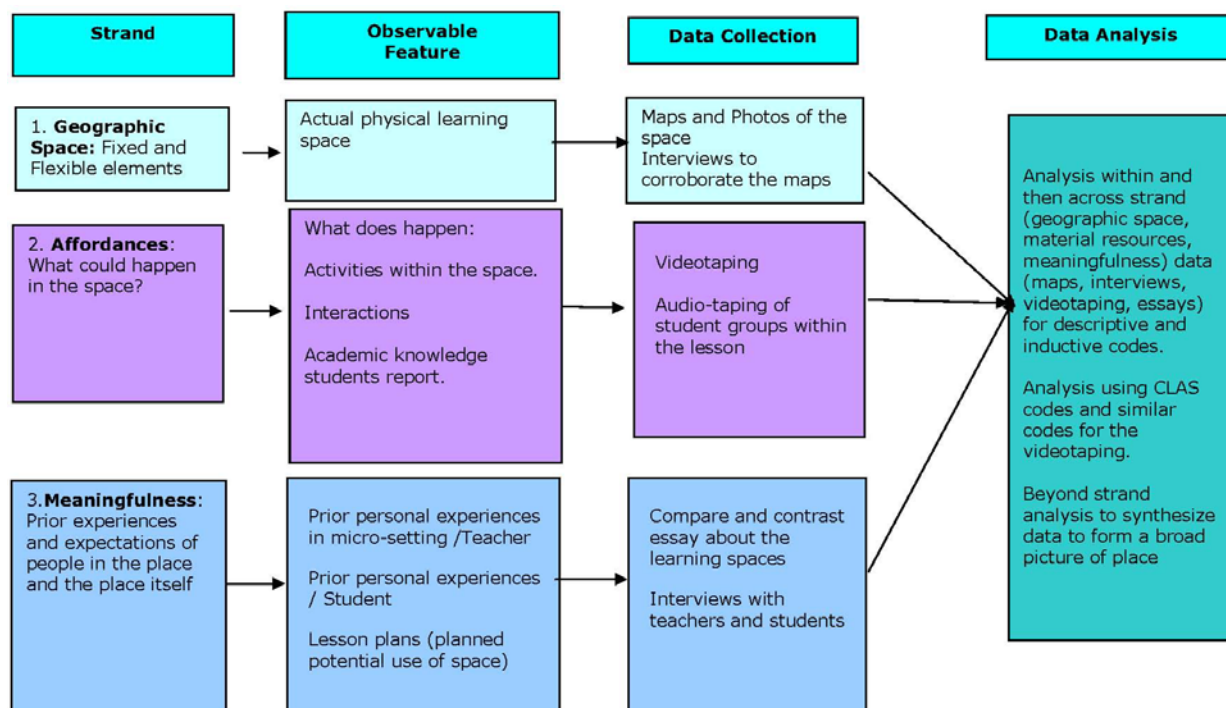 Strand
Observable
Feature
Data Collection
Data Analysis
1. Geographic
Space: Fixed and
Flexible elements
Actual physical learning
space
Maps and Photos of the
space
Interviews to
corroborate the maps
2. Affordances:
What could happen
in the space?
What does happen:
Activities within the space.
Interactions
Academic knowledge
students report.
Videotaping
Audio-taping of
student groups within
the lesson
3.Meaningfulness:
Prior experiences
and expectations of
people in the place
and the place itself
Prior personal experiences
in micro-setting /Teacher
Prior personal experiences
/ Student
Lesson plans (planned
potential use of space)
Compare and contrast
essay about the
learning spaces
Interviews with
teachers and students
Analysis within and
then across strand
(geographic space,
material resources,
meaningfulness) data
(maps, interviews,
videotaping, essays)
for descriptive and
inductive codes.
Analysis using CLAS
codes and similar
codes for the
videotaping.
Beyond strand
analysis to synthesize
data to form a broad
picture of place